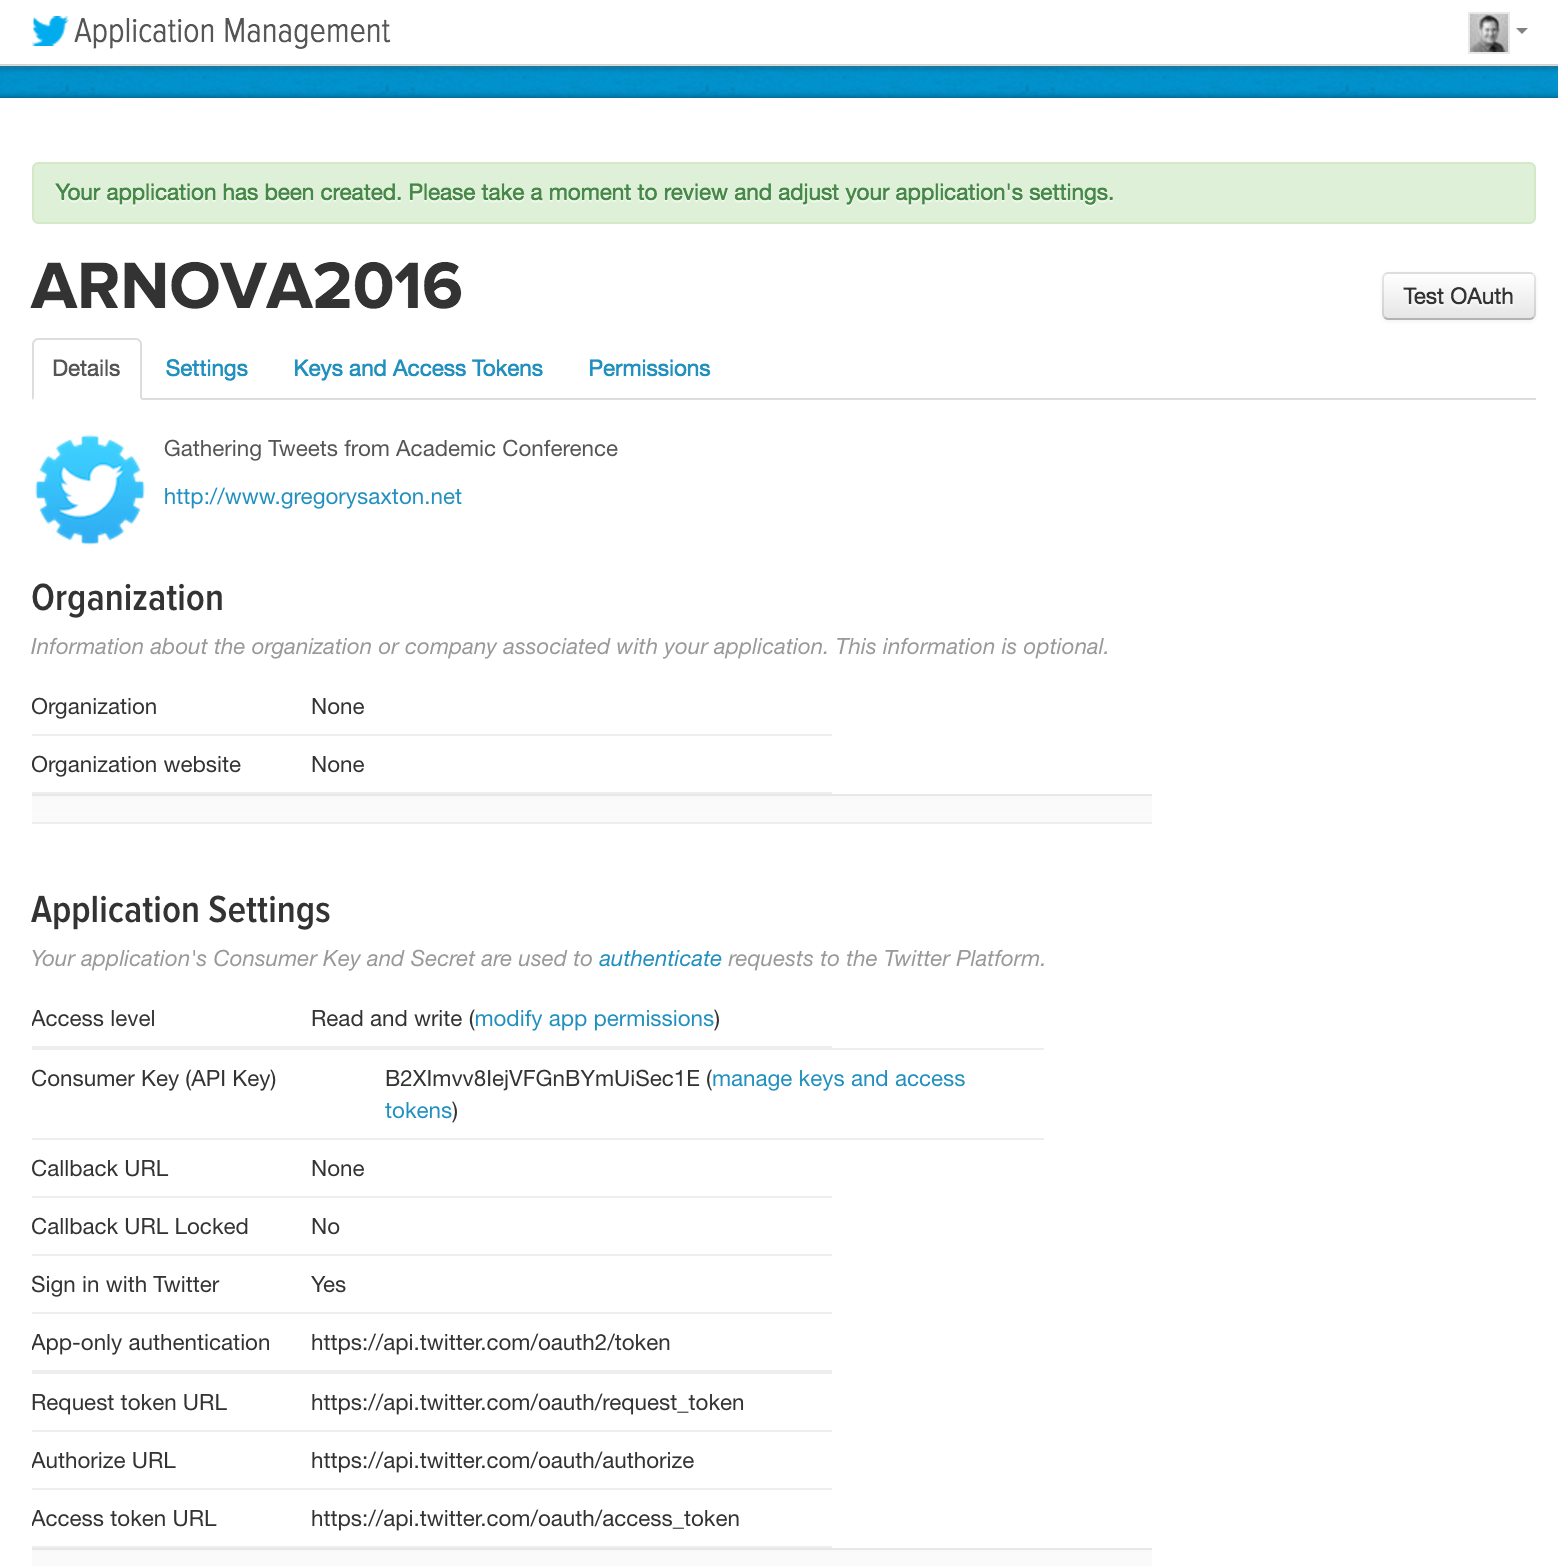 Application Management
Your application has been created. Please take a moment to review and adjust your application's settings.
ARNOVA2016
Test OAuth
Details Settings Keys and Access Tokens Permissions
Gathering Tweets from Academic Conference
http://www.gregorysaxton.net
Organization
Information about the organization or company associated with your application. This information is optional.
Organization None
Organization website None
Application Settings
Your application's Consumer Key and Secret are used to authenticate requests to the Twitter Platform.
Access level Read and write (modify app permissions)
Consumer Key (API Key) B2XImvv8IejVFGnBYmUiSec1E (manage keys and access
tokens)
Callback URL None
Callback URL Locked No
Sign in with Twitter Yes
App-only authentication https://api.twitter.com/oauth2/token
Request token URL https://api.twitter.com/oauth/request_token
Authorize URL https://api.twitter.com/oauth/authorize
Access token URL https://api.twitter.com/oauth/access_token